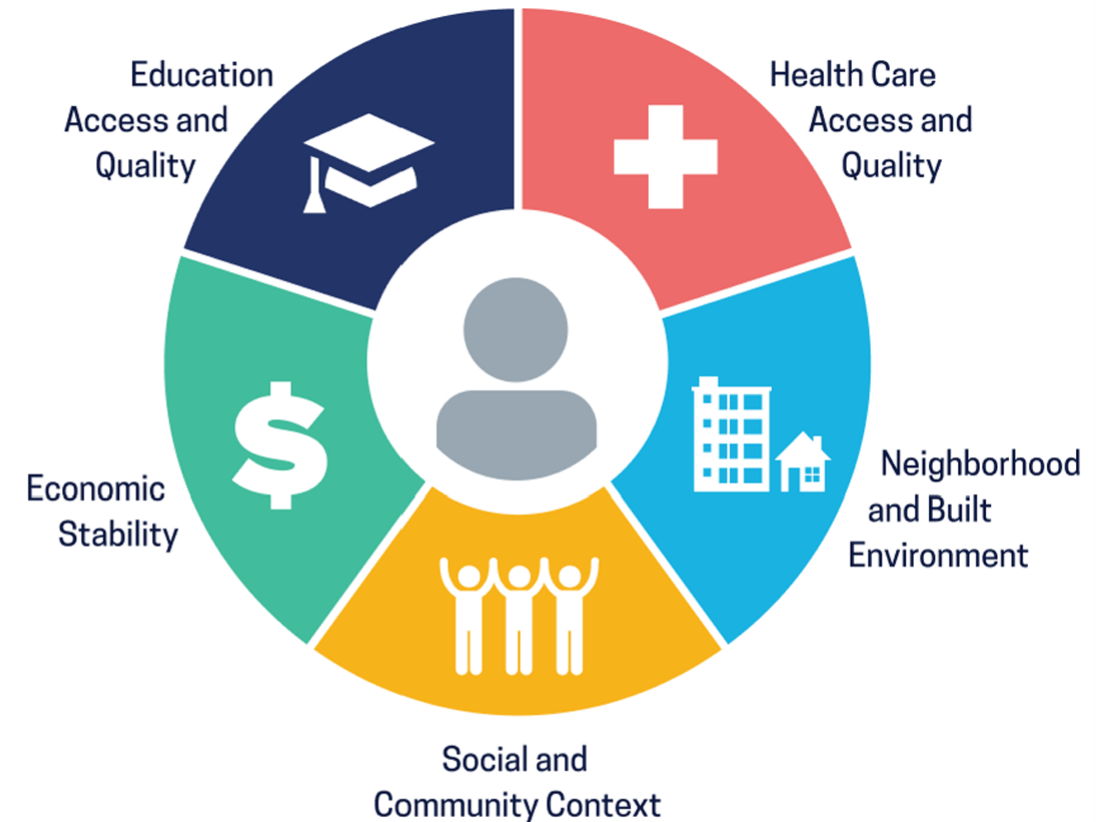 Education
Access and
Quality
Health Care
Access and
Quality
$
Economic
Stability
Neighborhood
and Built
Environment
Social and
Community Context